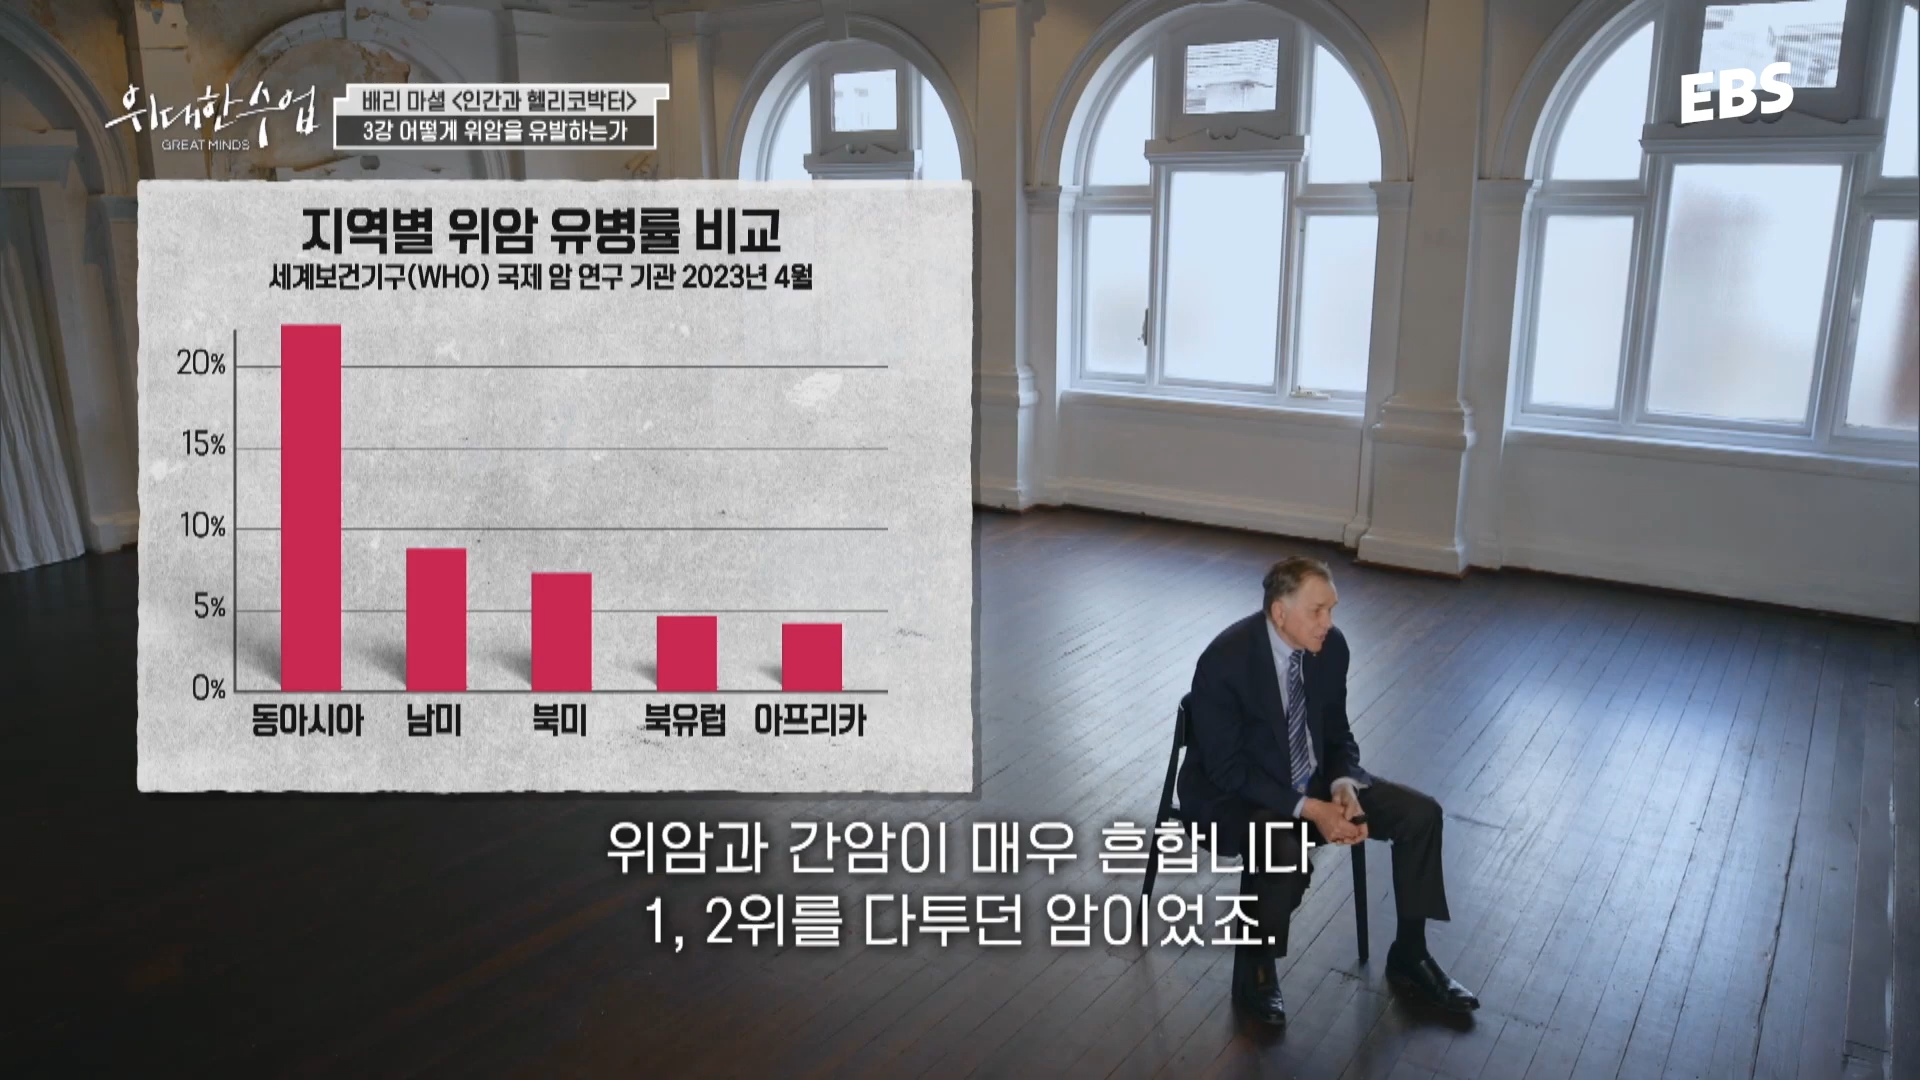 위대한 수업
GREAT MINDS
배리 마셜 <인간과 헬리코박터>
3강 어떻게 위암을 유발하는가
EBS
지역별 위암 유병률 비교
세계보건기구(WHO) 국제 암 연구 기관 2023년 4월
20%
15%
10%
5%
0%
동아시아 남미 북미 북유럽 아프리카
위암과 간암이 매우 흔합니다
1, 2위를 다투던 암이었죠.